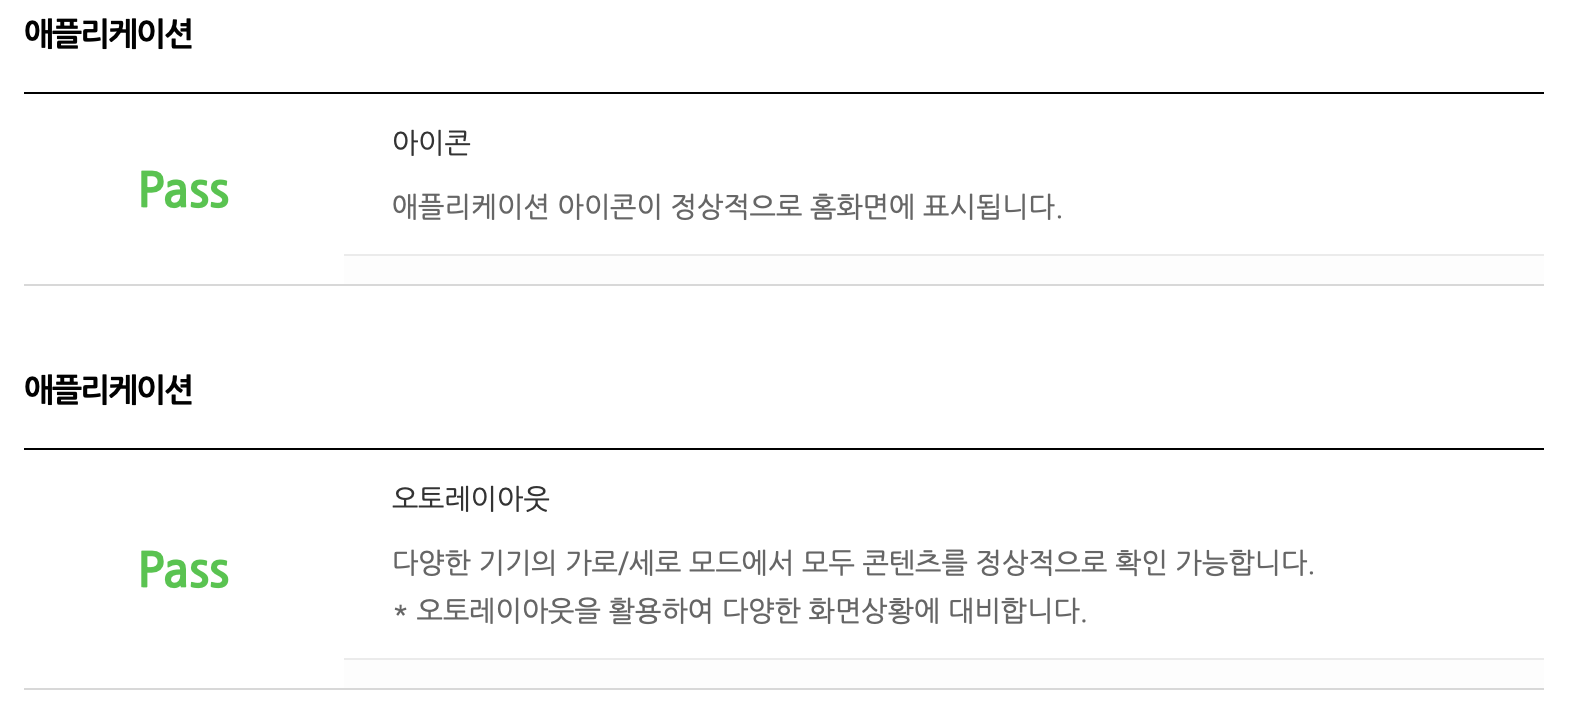 애플리케이션
아이콘
Pass
애플리케이션 아이콘이 정상적으로 홈화면에 표시됩니다.
애플리케이션
오토레이아웃
Pass
다양한 기기의 가로/세로 모드에서 모두 콘텐츠를 정상적으로 확인 가능합니다.
* 오토레이아웃을 활용하여 다양한 화면상황에 대비합니다.